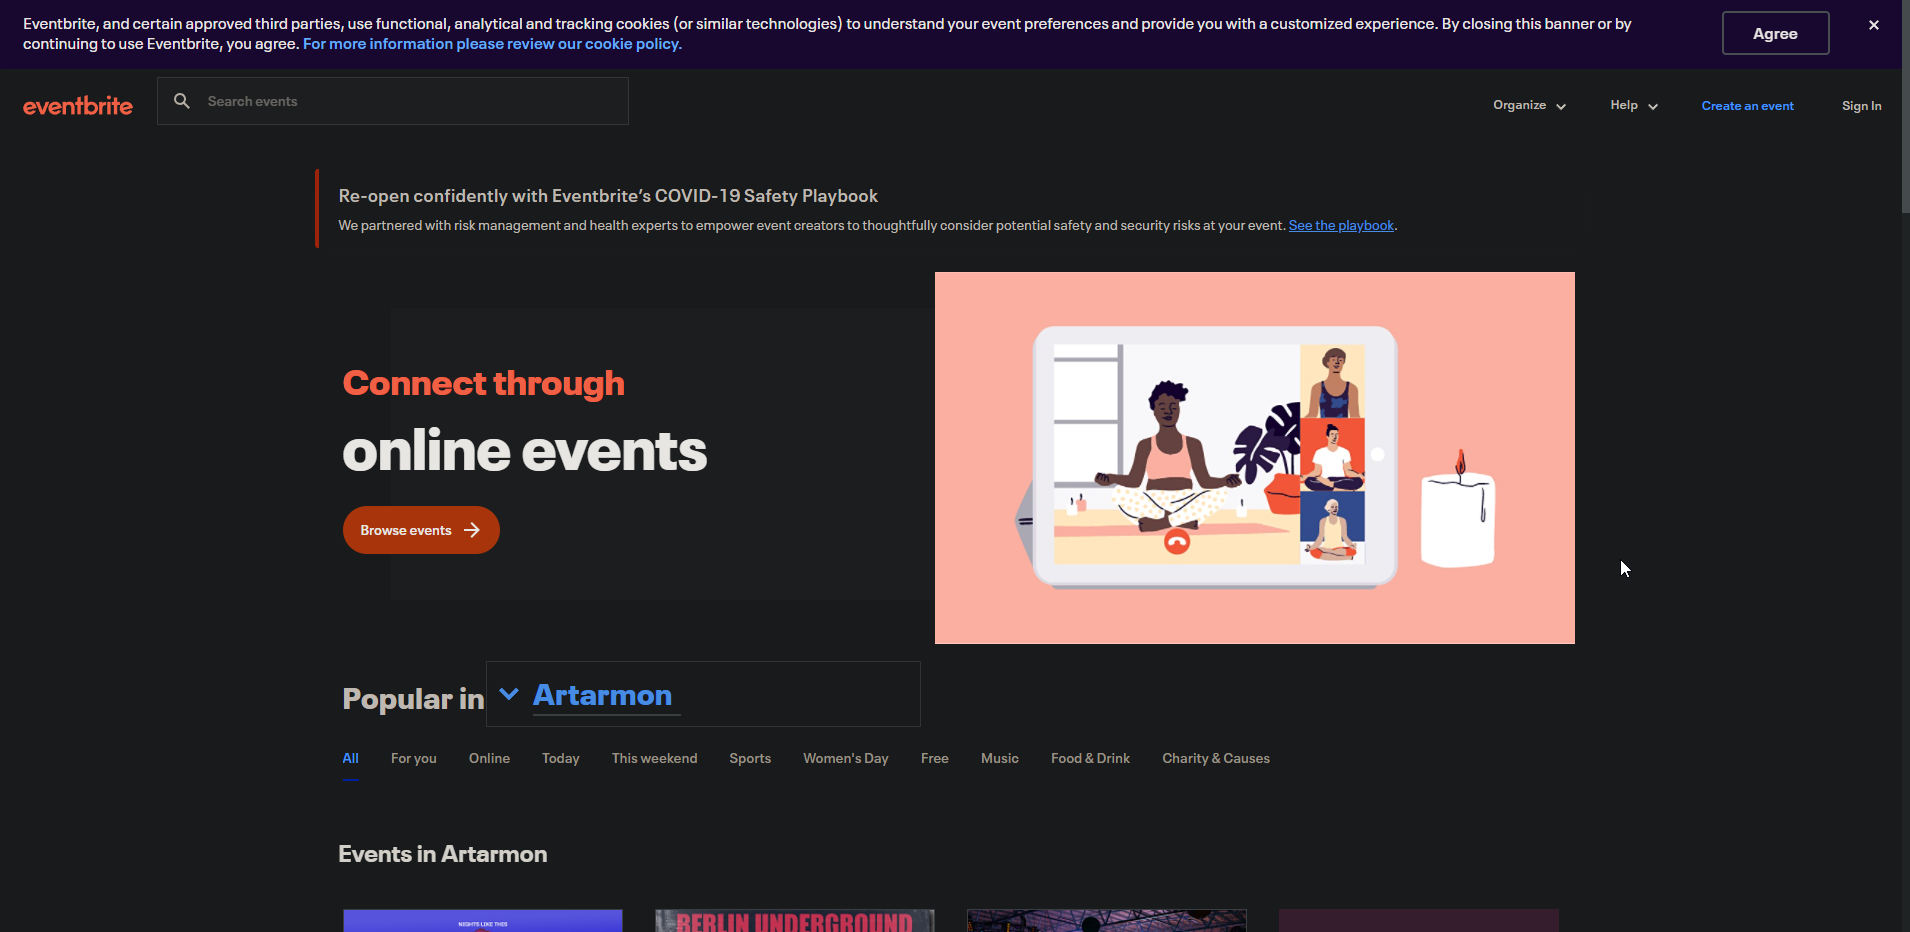 Eventbrite, and certain approved third parties, use functional, analytical and tracking cookies (or similar technologies) to understand your event preferences and provide you with a customized experience. By closing this banner or by
continuing to use Eventbrite, you agree. For more information please review our cookie policy.
Agree
eventbrite
Search events
Organize
Help
Create an event
Sign In
Re-open confidently with Eventbrite’s COVID-19 Safety Playbook
We partnered with risk management and health experts to empower event creators to thoughtfully consider potential safety and security risks at your event. See the playbook.
Connect through
online events
Browse events
Popular in Artarmon
All
For you
Online
Today
This weekend
Sports
Women's Day
Free
Music
Food & Drink
Charity & Causes
Events in Artarmon
NIGHTS LIKE THIS
BERLIN UNDERGROUND